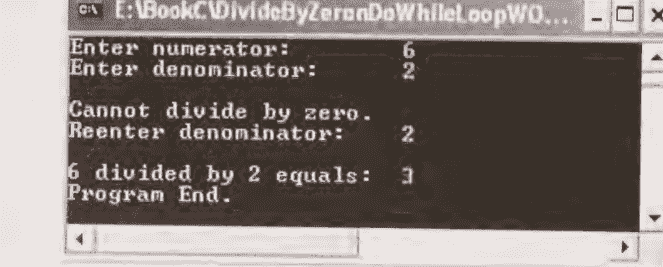 E:\BookC\DivideByZeronDoWhileLoopWO...
Enter numerator: 6
Enter denominator: 2
Cannot divide by zero.
Reenter denominator: 2
6 divided by 2 equals: 3
Program End.